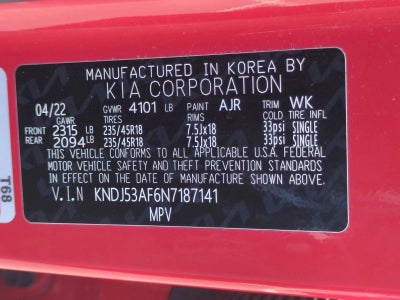 MANUFACTURED IN KOREA BY
KIA CORPORATION
04/22 GVWR 4101 LB PAINT AJR TRIM WK
GAWR TIRES RIMS COLD TIRE INF
FRONT 2315 LB 235/45R18 7.5Jx18 33psi SINGLE
REAR 2094 LB 235/45R18 7.5Jx18 33psi SINGLE
THIS VEHICLE CONFORMS TO ALL APPLICABLE U.S.A. FEDERAL
MOTOR VEHICLE SAFETY AND THEFT PREVENTION STANDARDS
IN EFFECT ON THE DATE OF MANUFACTURE SHOWN ABOVE.
V.I.N KNDJ53AF6N7187141
MPV
T68